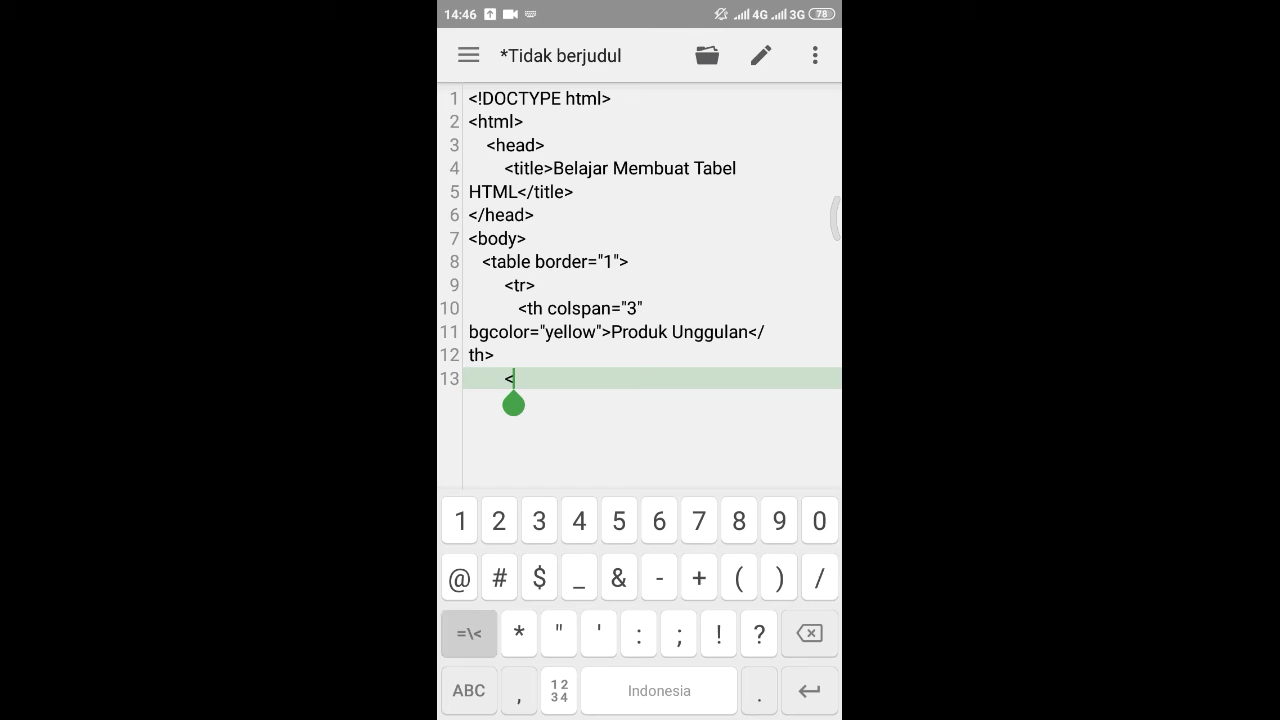 14:46 4G 3G 78
*Tidak berjudul
1 <!DOCTYPE html>
2 <html>
3 <head>
4 <title>Belajar Membuat Tabel
5 HTML</title>
6 </head>
7 <body>
8 <table border="1">
9 <tr>
10 <th colspan="3"
11 bgcolor="yellow">Produk Unggulan</
12 th>
13 <
1 2 3 4 5 6 7 8 9 0
@ # $ _ & - + ( ) /
=\< * " ' : ; ! ?
ABC , 12 34 Indonesia .